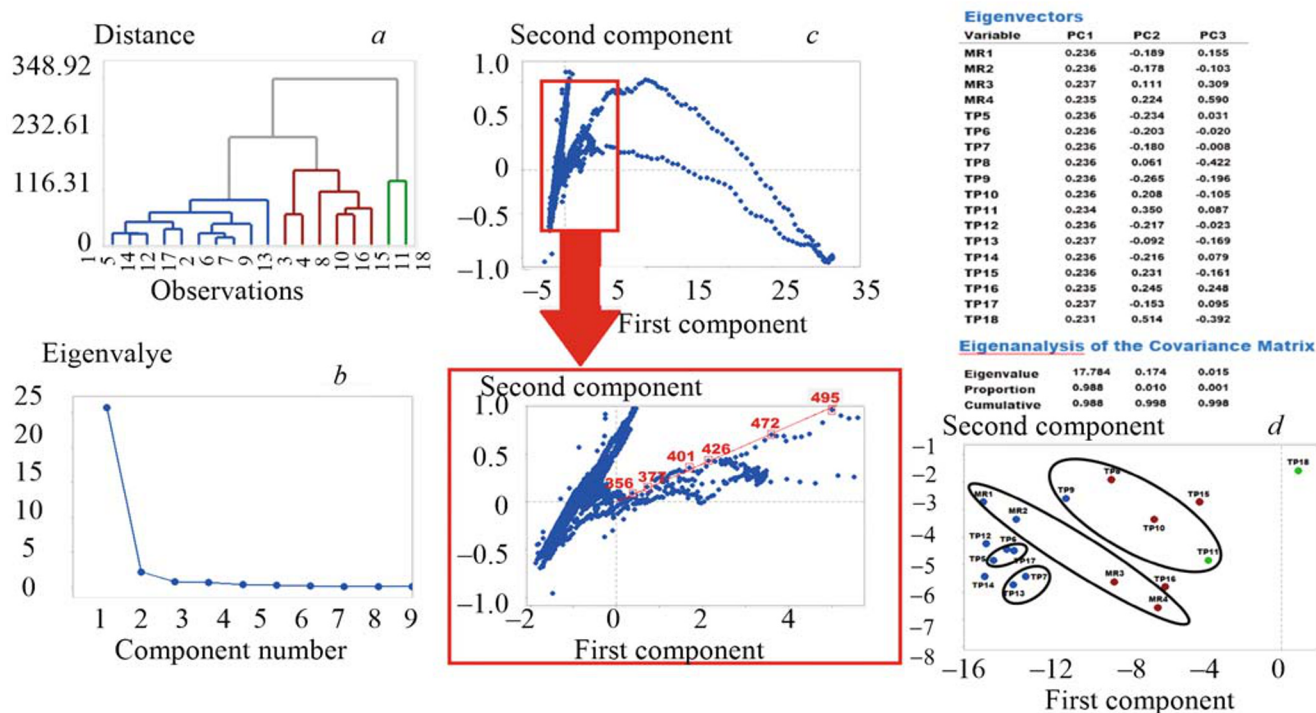 Distance a
348.92
232.61
116.31
0
1 5 14 12 17 2 6 7 9 13 3 4 8 10 16 15 11 18
Observations
Eigenvalye b
25
20
15
10
5
0
1 2 3 4 5 6 7 8 9
Component number
Second component c
1.0
0.5
0
–0.5
–1.0
–5 5 15 25 35
First component
Second component
1.0
0.5
0
–0.5
–1.0
356 377 401 426 472 495
–2 0 2 4
First component
Eigenvectors
Variable PC1 PC2 PC3
MR1 0.236 -0.189 0.155
MR2 0.236 -0.178 -0.103
MR3 0.237 0.111 0.309
MR4 0.235 0.224 0.590
TP5 0.236 -0.234 0.031
TP6 0.236 -0.203 -0.020
TP7 0.236 -0.180 -0.008
TP8 0.236 0.061 -0.422
TP9 0.236 -0.265 -0.196
TP10 0.236 0.208 -0.105
TP11 0.234 0.350 0.087
TP12 0.236 -0.217 -0.023
TP13 0.237 -0.092 -0.169
TP14 0.236 -0.216 0.079
TP15 0.236 0.231 -0.161
TP16 0.235 0.245 0.248
TP17 0.237 -0.153 0.095
TP18 0.231 0.514 -0.392
Eigenanalysis of the Covariance Matrix
Eigenvalue 17.784 0.174 0.015
Proportion 0.988 0.010 0.001
Cumulative 0.988 0.998 0.998
Second component d
–1
–2
–3
–4
–5
–6
–7
–8
TP18
TP8
TP9
TP15
MR1
MR2
TP10
TP12
TP6
TP5
TP17
TP11
TP14
TP7
TP13
MR3
TP16
MR4
–16 –12 –8 –4 0
First component